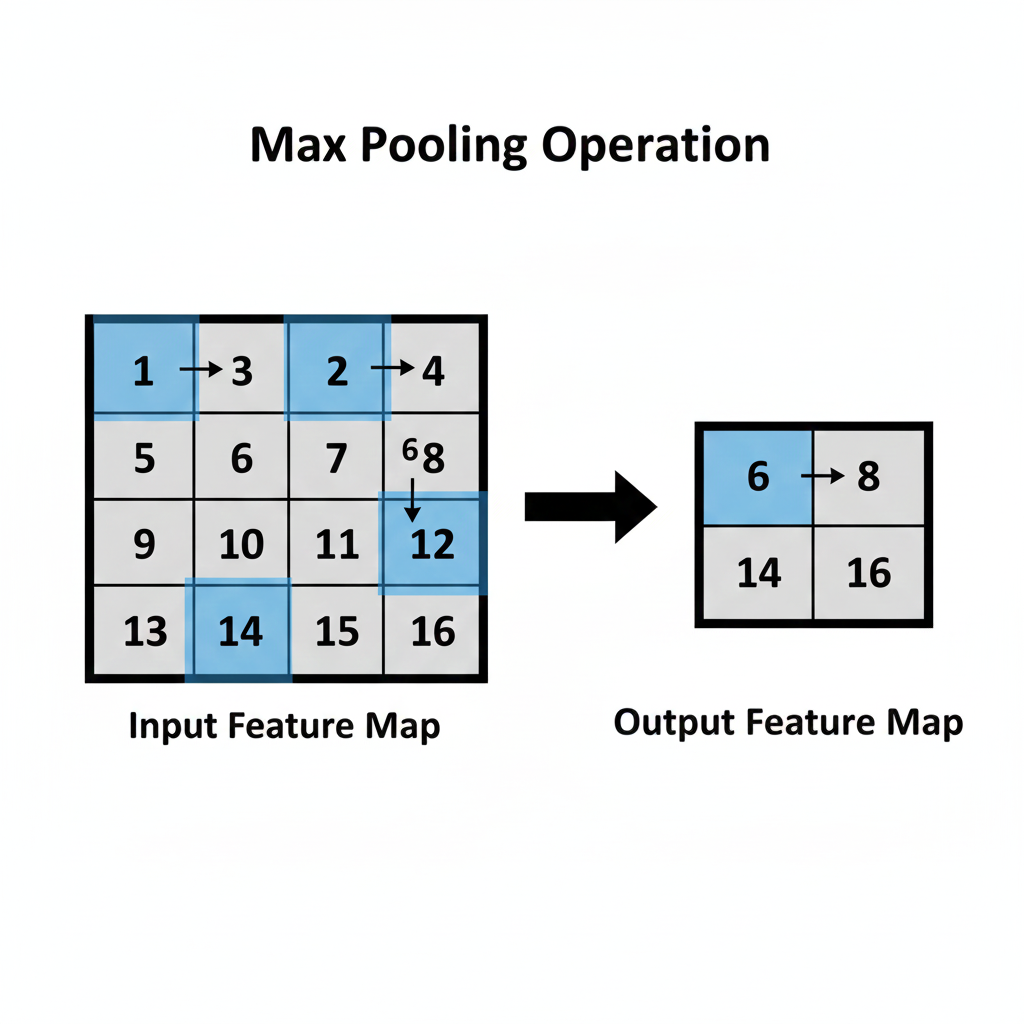 Max Pooling Operation
1 3 2 4
5 6 7 6 8
9 10 11 12
13 14 15 16
6 8
14 16
Input Feature Map
Output Feature Map